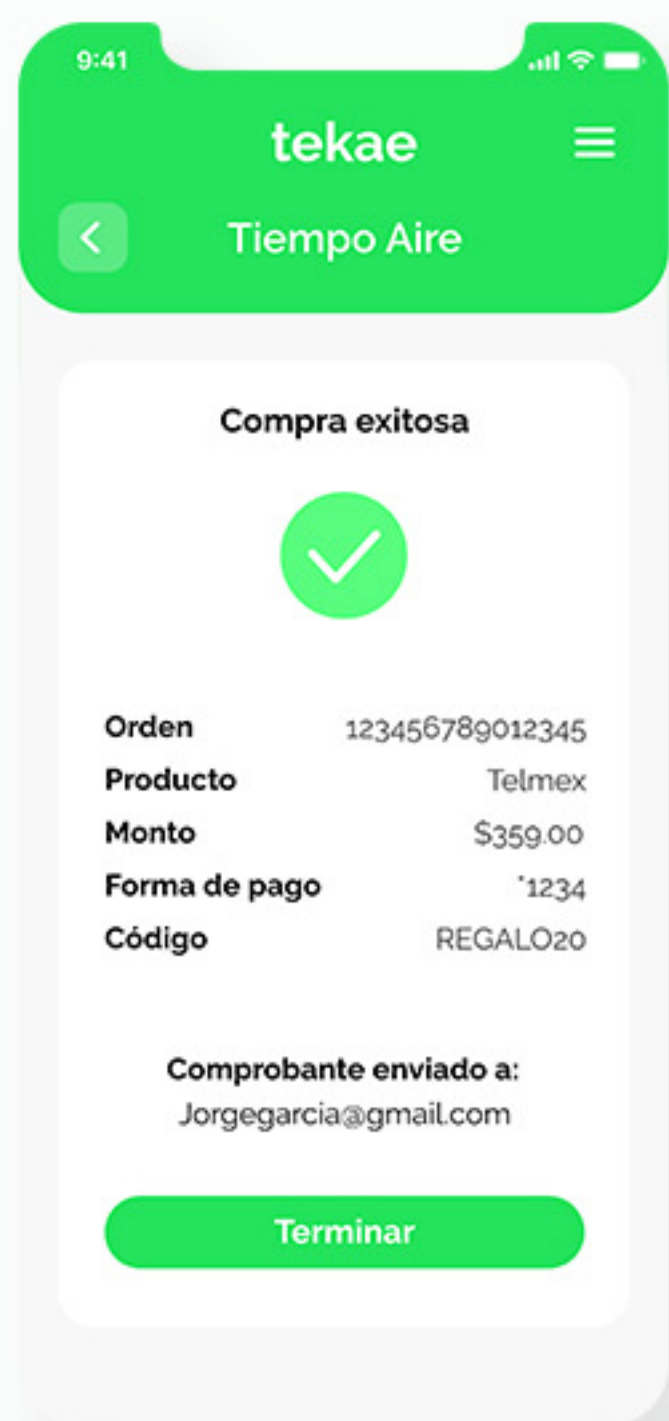 9:41
tekae
Tiempo Aire
Compra exitosa
Orden 123456789012345
Producto Telmex
Monto $359.00
Forma de pago *1234
Código REGALO20
Comprobante enviado a:
Jorgegarcia@gmail.com
Terminar